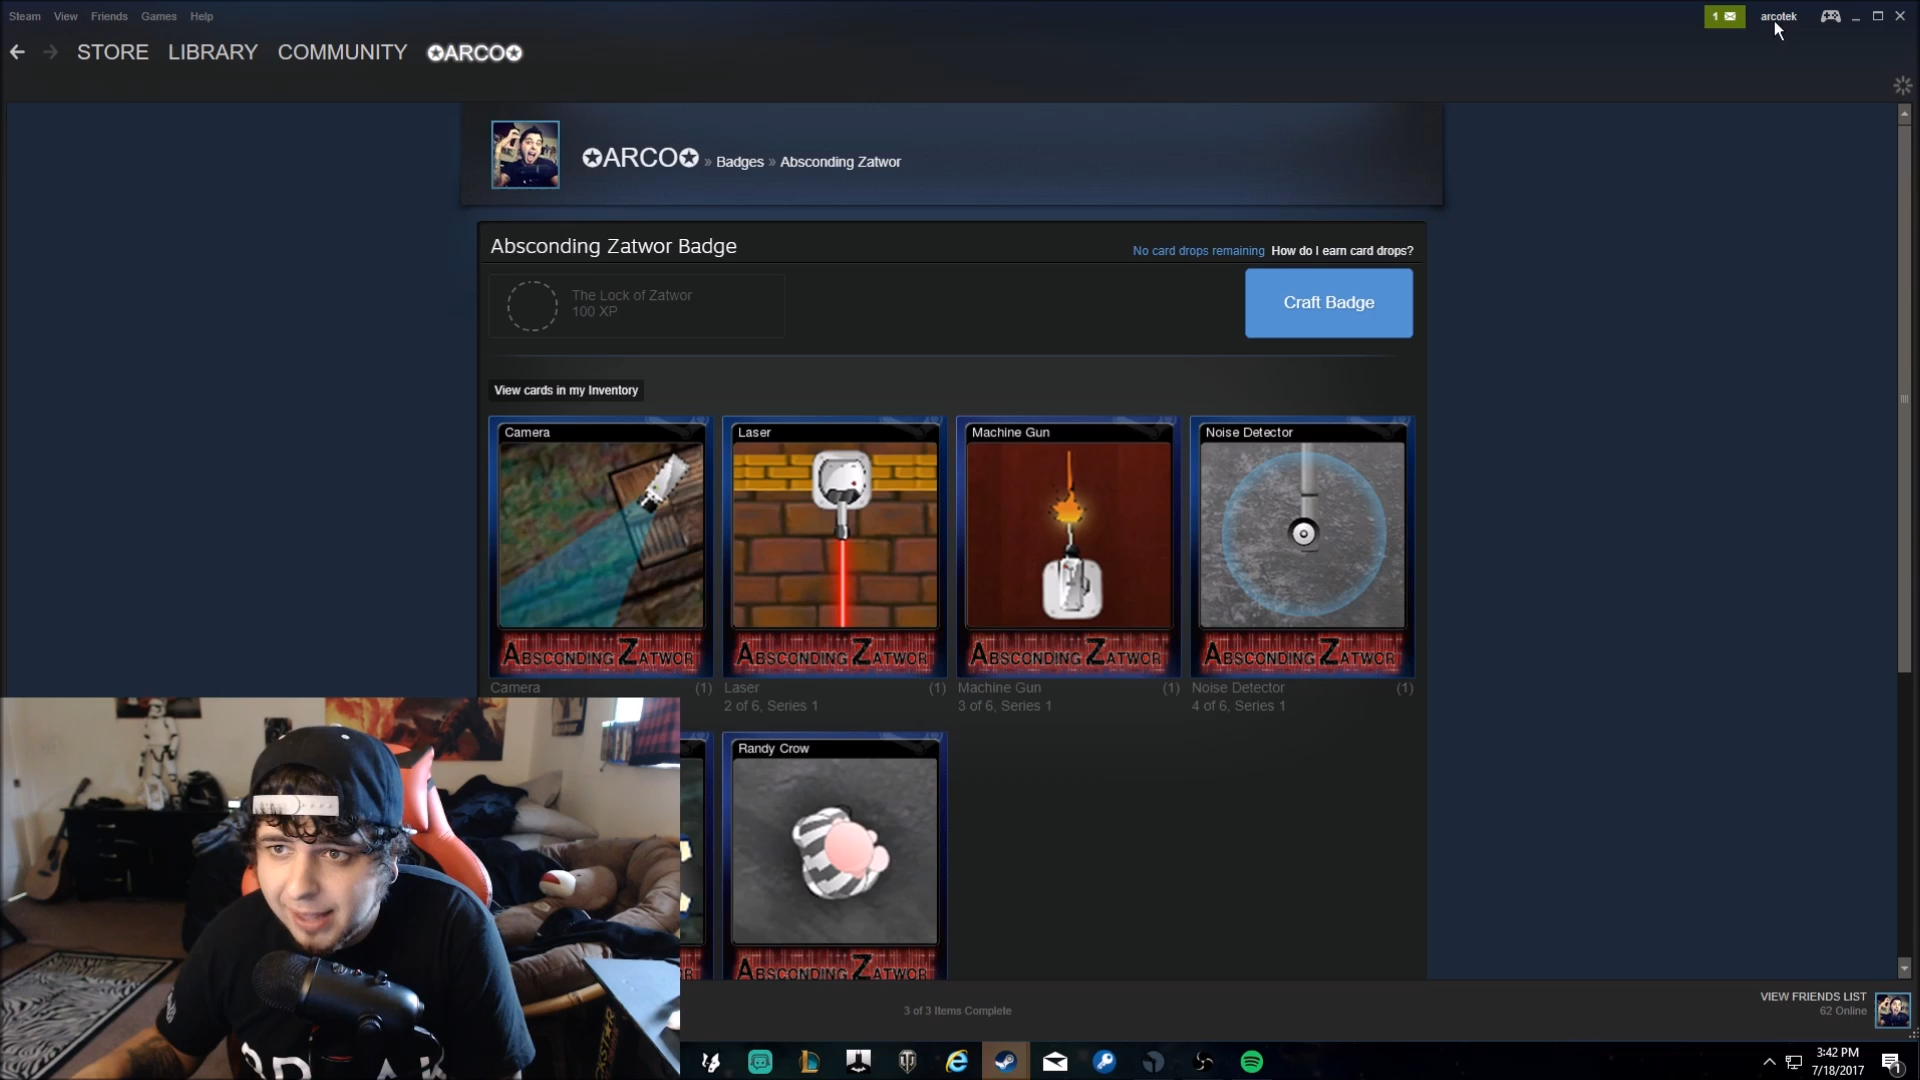 Steam View Friends Games Help
1
arcotek
STORE LIBRARY COMMUNITY ✪ARCO✪
✪ARCO✪ » Badges » Absconding Zatwor
Absconding Zatwor Badge
No card drops remaining How do I earn card drops?
The Lock of Zatwor
100 XP
Craft Badge
View cards in my Inventory
Camera
Laser
Machine Gun
Noise Detector
ABSCONDING ZATWOR
ABSCONDING ZATWOR
ABSCONDING ZATWOR
ABSCONDING ZATWOR
Camera (1)
Laser (1)
Machine Gun (1)
Noise Detector (1)
2 of 6, Series 1
3 of 6, Series 1
4 of 6, Series 1
Randy Crow
ABSCONDING ZATWOR
3 of 3 Items Complete
VIEW FRIENDS LIST
62 Online
3:42 PM
7/18/2017
1